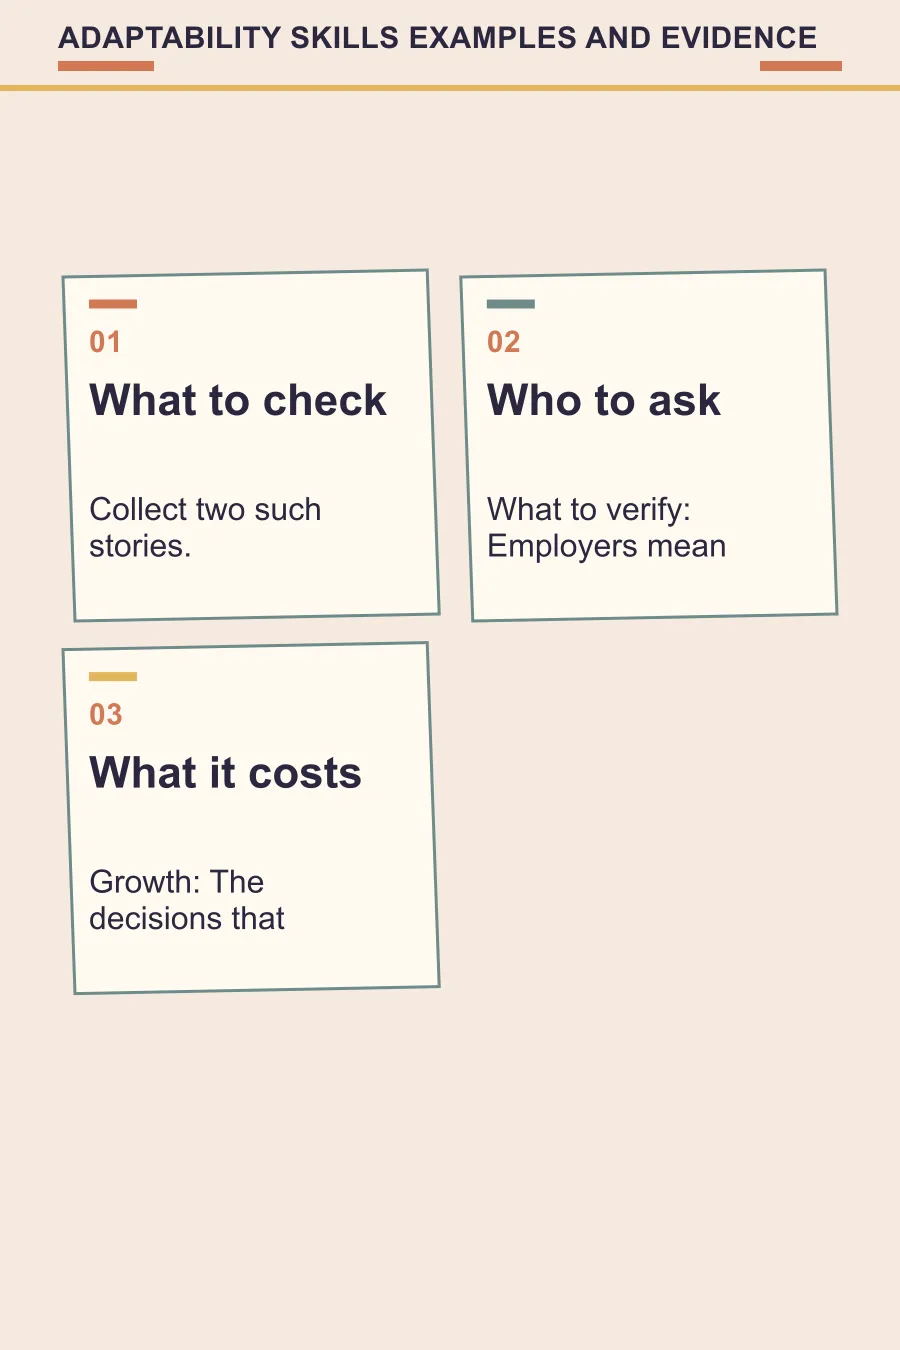 ADAPTABILITY SKILLS EXAMPLES AND EVIDENCE
01
What to check
Collect two such
stories.
02
Who to ask
What to verify:
Employers mean
03
What it costs
Growth: The
decisions that